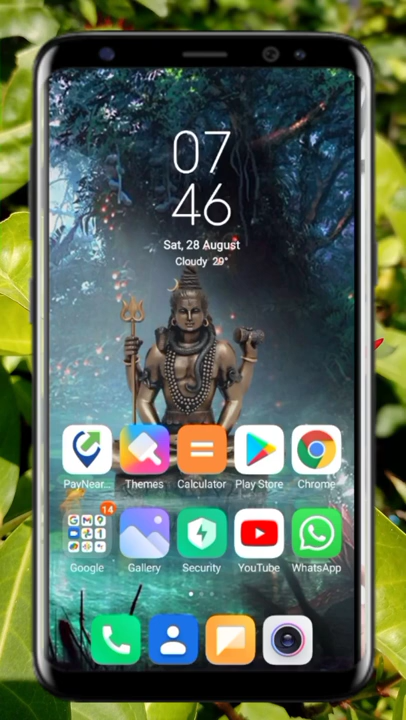 07
46
Sat, 28 August
Cloudy 29°
PayNear...
Themes
Calculator
Play Store
Chrome
14
Google
Gallery
Security
YouTube
WhatsApp